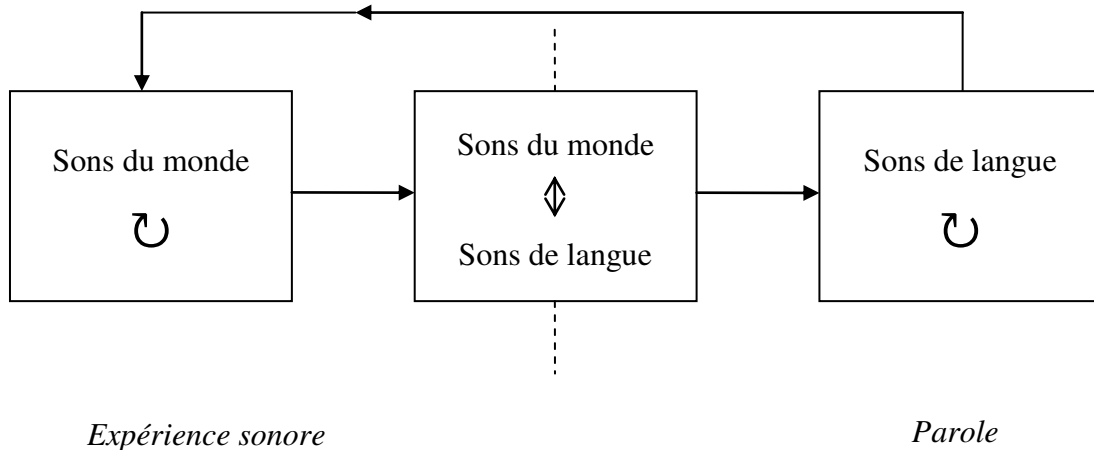 Sons du monde
Sons du monde
Sons de langue
Sons de langue
Expérience sonore
Parole